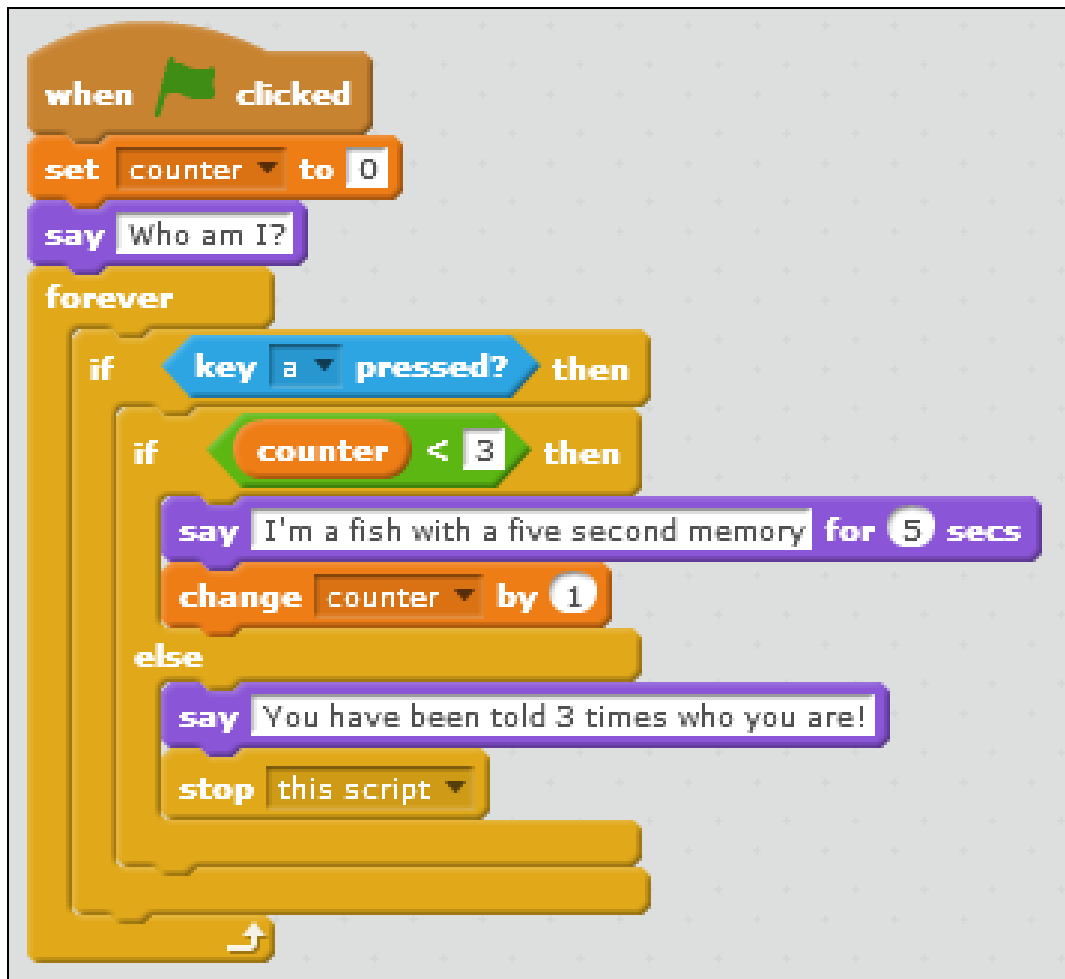 when clicked
set counter to 0
say Who am I?
forever
if key a pressed? then
if counter < 3 then
say I'm a fish with a five second memory for 5 secs
change counter by 1
else
say You have been told 3 times who you are!
stop this script